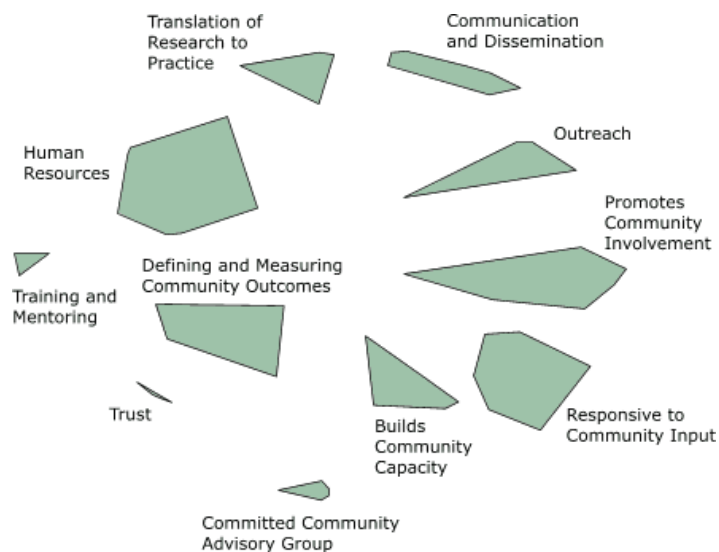 Translation of
Research to
Practice
Communication
and Dissemination
Human
Resources
Outreach
Promotes
Community
Involvement
Training and
Mentoring
Defining and Measuring
Community Outcomes
Trust
Builds
Community
Capacity
Responsive to
Community Input
Committed Community
Advisory Group